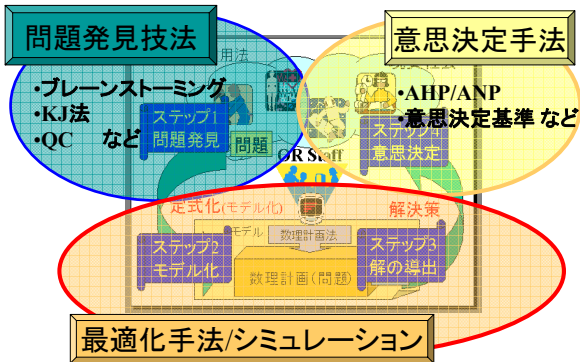 問題発見技法
意思決定手法
・ブレーンストーミング
・KJ法
・QC など
・AHP/ANP
・意思決定基準 など
ステップ1
問題発見
問題
OR Staff
意思決定
定式化(モデル化)
解決策
モデル
数理計画法
ステップ2
モデル化
ステップ3
解の導出
数理計画(問題)
最適化手法/シミュレーション